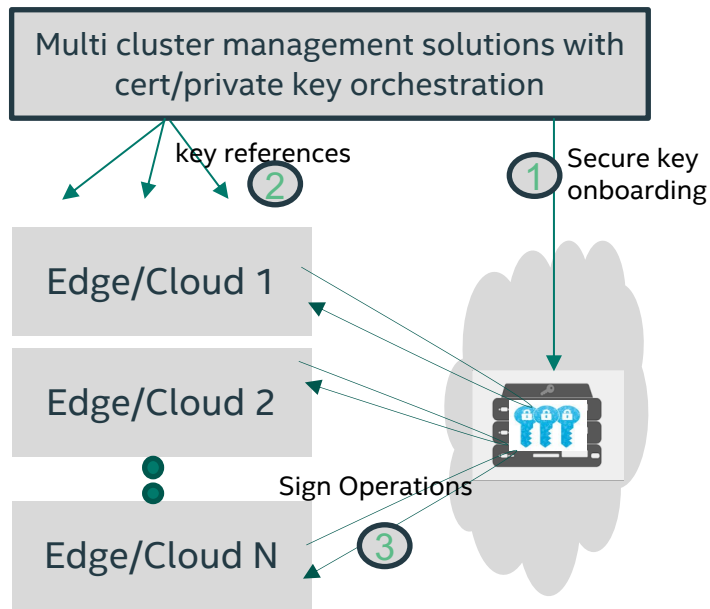 Multi cluster management solutions with
cert/private key orchestration
key references
2
1
Secure key
onboarding
Edge/Cloud 1
Edge/Cloud 2
Sign Operations
3
Edge/Cloud N